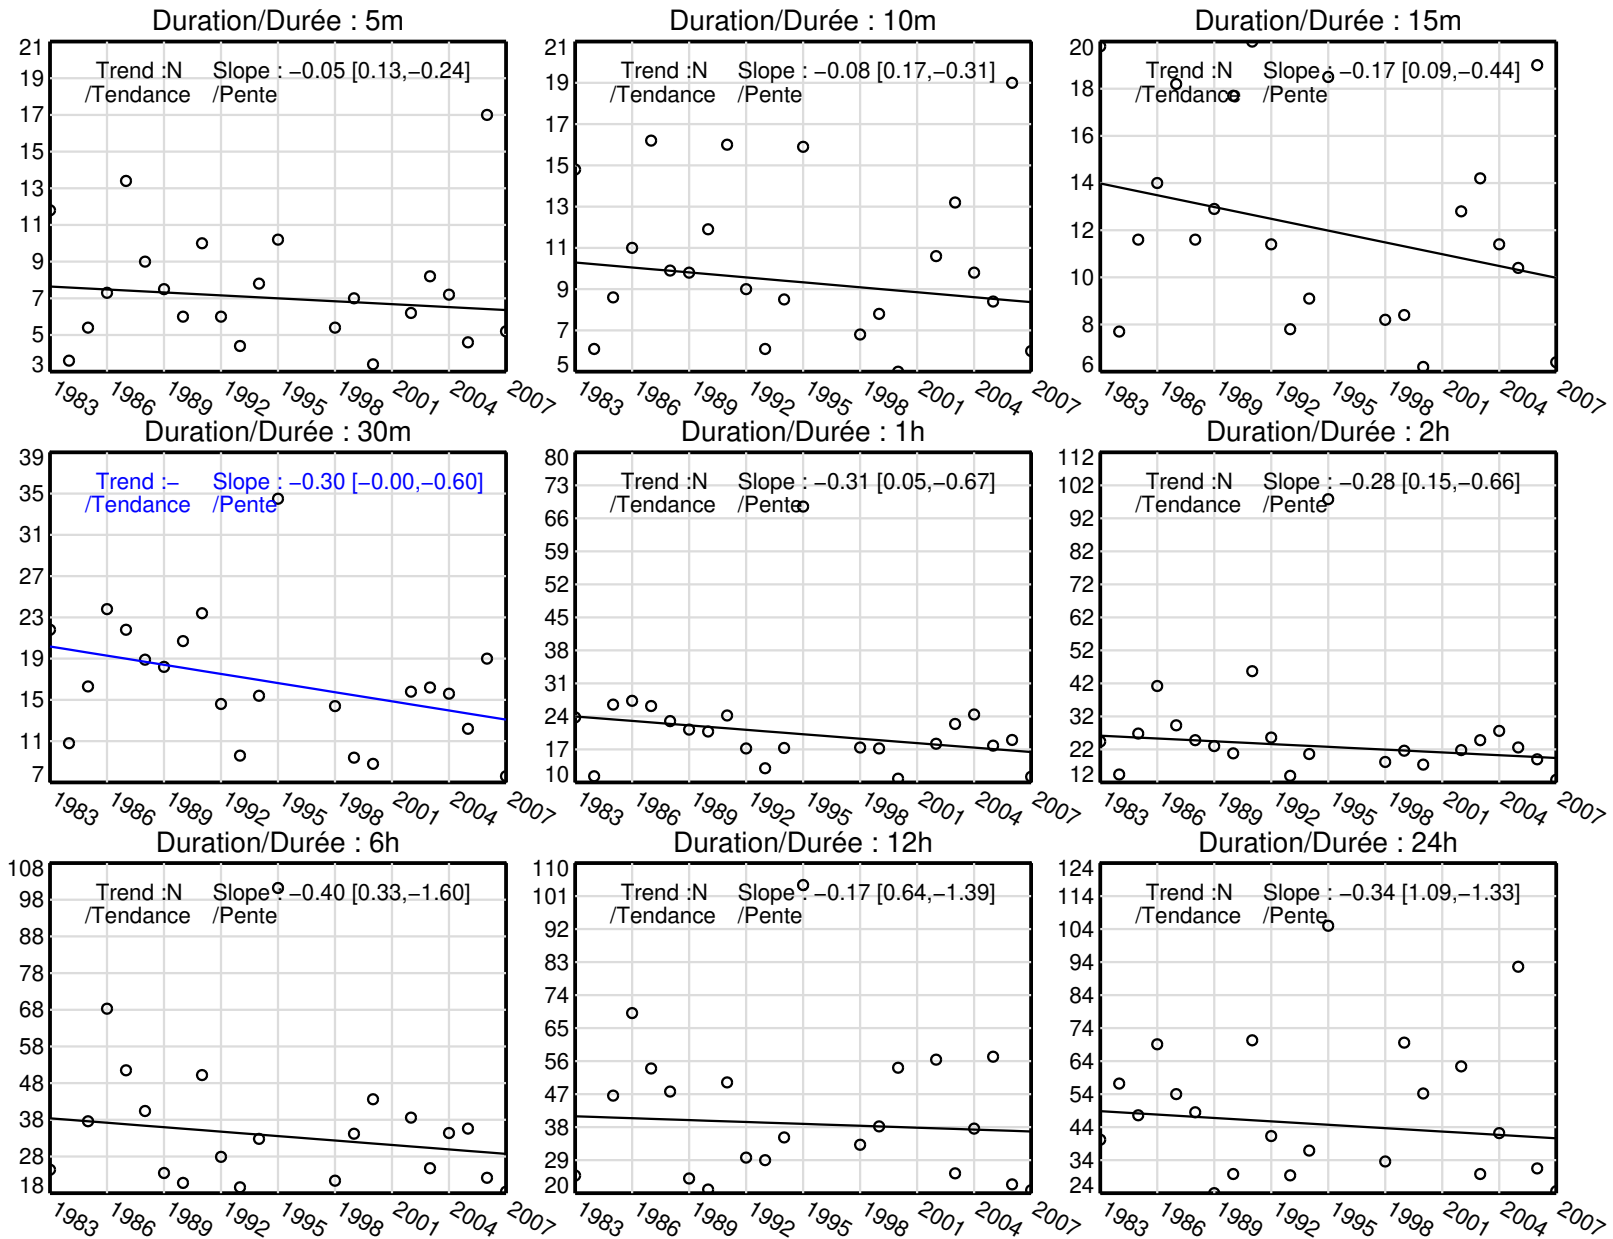 Duration/Durée : 5m
21
19
17
15
13
11
9
7
5
3
Trend :N Slope : −0.05 [0.13,−0.24]
/Tendance /Pente
1983 1986 1989 1992 1995 1998 2001 2004 2007
Duration/Durée : 10m
21
19
17
15
13
11
9
7
5
Trend :N Slope : −0.08 [0.17,−0.31]
/Tendance /Pente
1983 1986 1989 1992 1995 1998 2001 2004 2007
Duration/Durée : 15m
20
18
16
14
12
10
8
6
Trend :N Slope : −0.17 [0.09,−0.44]
/Tendance /Pente
1983 1986 1989 1992 1995 1998 2001 2004 2007
Duration/Durée : 30m
39
35
31
27
23
19
15
11
7
Trend :− Slope : −0.30 [−0.00,−0.60]
/Tendance /Pente
1983 1986 1989 1992 1995 1998 2001 2004 2007
Duration/Durée : 1h
80
73
66
59
52
45
38
31
24
17
10
Trend :N Slope : −0.31 [0.05,−0.67]
/Tendance /Pente
1983 1986 1989 1992 1995 1998 2001 2004 2007
Duration/Durée : 2h
112
102
92
82
72
62
52
42
32
22
12
Trend :N Slope : −0.28 [0.15,−0.66]
/Tendance /Pente
1983 1986 1989 1992 1995 1998 2001 2004 2007
Duration/Durée : 6h
108
98
88
78
68
58
48
38
28
18
Trend :N Slope : −0.40 [0.33,−1.60]
/Tendance /Pente
1983 1986 1989 1992 1995 1998 2001 2004 2007
Duration/Durée : 12h
110
101
92
83
74
65
56
47
38
29
20
Trend :N Slope : −0.17 [0.64,−1.39]
/Tendance /Pente
1983 1986 1989 1992 1995 1998 2001 2004 2007
Duration/Durée : 24h
124
114
104
94
84
74
64
54
44
34
24
Trend :N Slope : −0.34 [1.09,−1.33]
/Tendance /Pente
1983 1986 1989 1992 1995 1998 2001 2004 2007